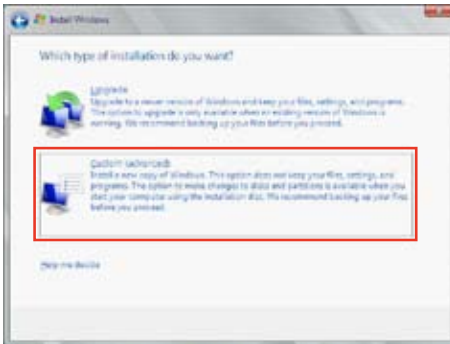 Install Windows
Which type of installation do you want?
Upgrade
Upgrade to a newer version of Windows and keep your files, settings, and programs.
The option to upgrade is only available when an existing version of Windows is
running. We recommend backing up your files before you proceed.
Custom (advanced)
Install a new copy of Windows. This option does not keep your files, settings, and
programs. The option to make changes to disks and partitions is available when you
start your computer using the installation disc. We recommend backing up your files
before you proceed.
Help me decide